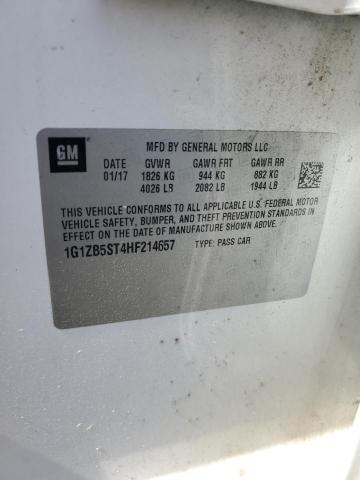 GM
MFD BY GENERAL MOTORS LLC
01/17 GVWR GAWR FRT GAWR RR
1826 KG 944 KG 882 KG
4026 LB 2082 LB 1944 LB
THIS VEHICLE CONFORMS TO ALL APPLICABLE U.S. FEDERAL MOTOR
VEHICLE SAFETY, BUMPER, AND THEFT PREVENTION STANDARDS
IN EFFECT ON THE DATE OF MANUFACTURE SHOWN ABOVE.
1G1ZB5ST4HF214657 TYPE: PASS CAR